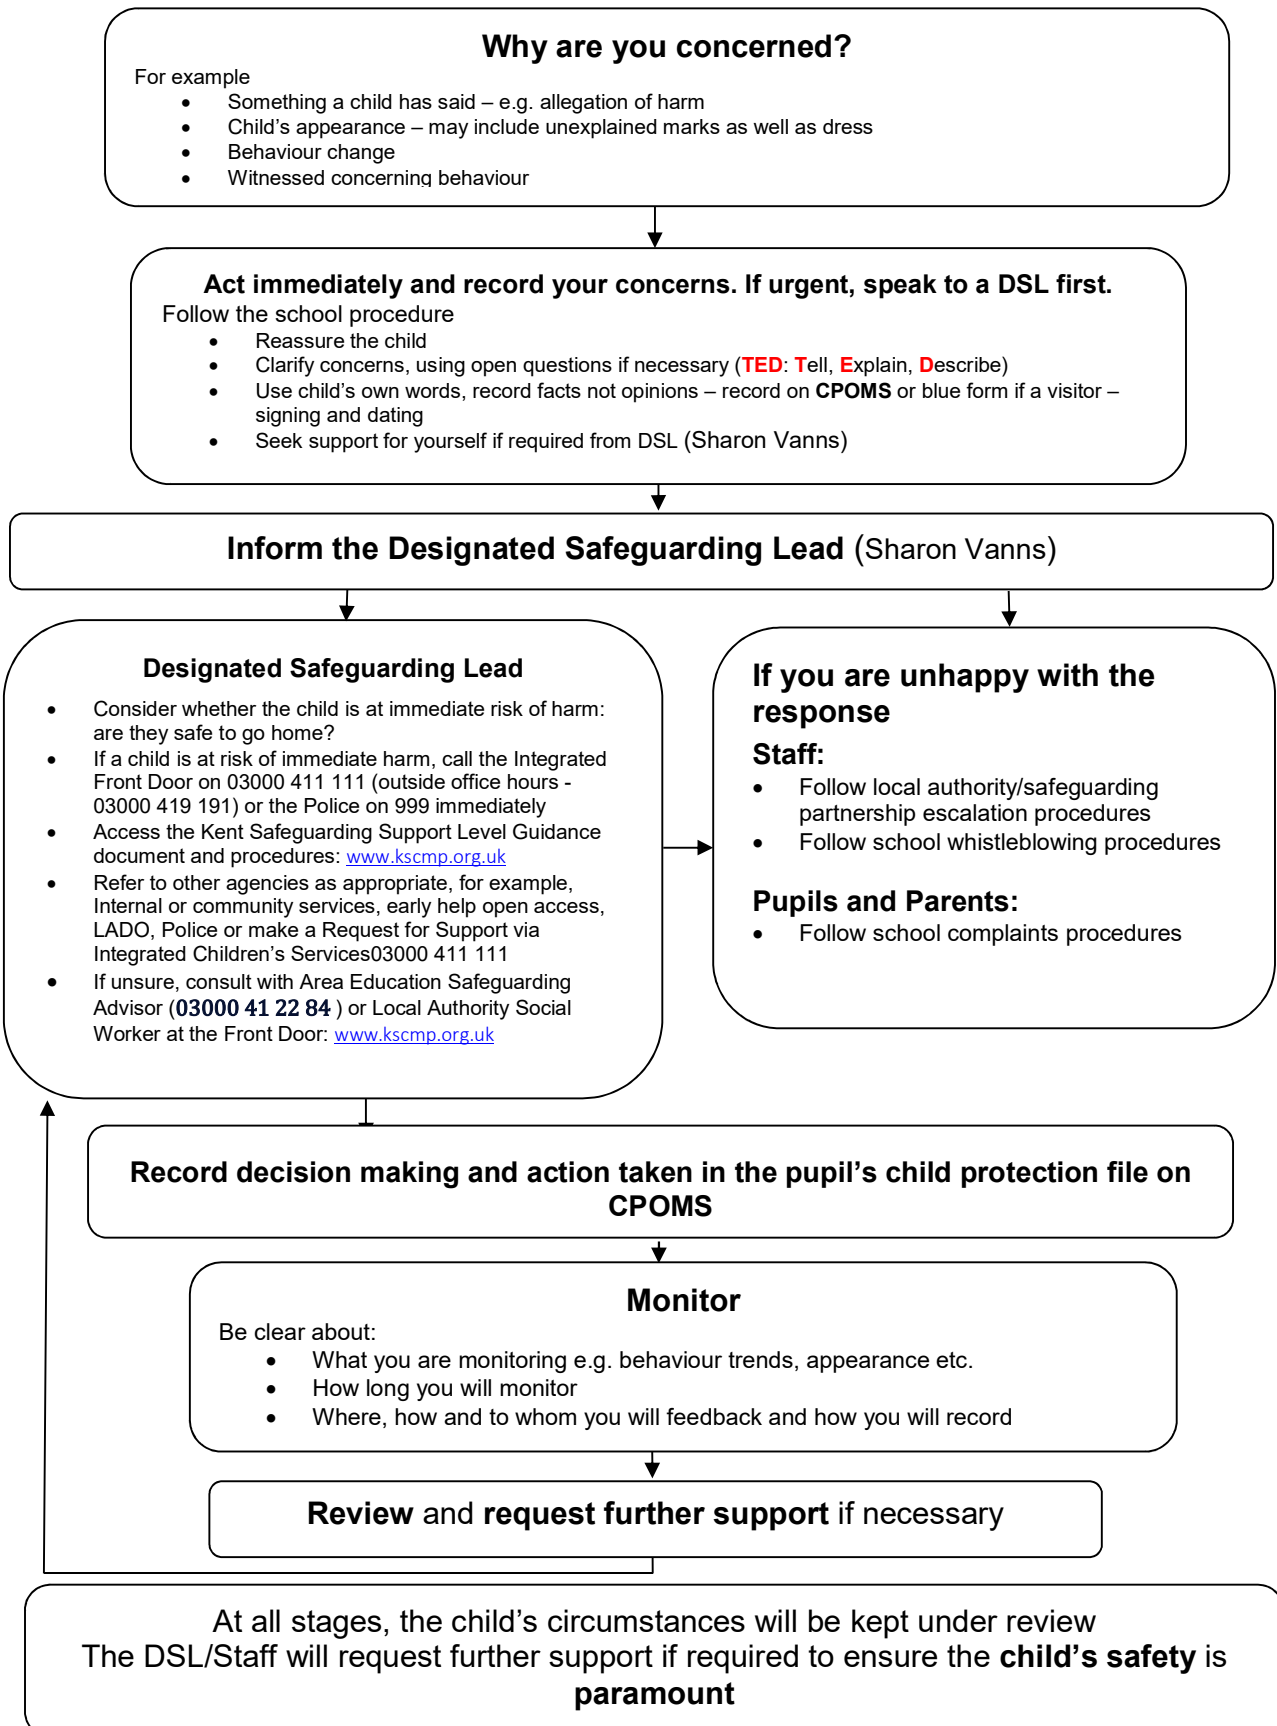 Why are you concerned?
For example
• Something a child has said – e.g. allegation of harm
• Child's appearance – may include unexplained marks as well as dress
• Behaviour change
• Witnessed concerning behaviour
Act immediately and record your concerns. If urgent, speak to a DSL first.
Follow the school procedure
• Reassure the child
• Clarify concerns, using open questions if necessary (TED: Tell, Explain, Describe)
• Use child's own words, record facts not opinions – record on CPOMS or blue form if a visitor –
signing and dating
• Seek support for yourself if required from DSL (Sharon Vanns)
Inform the Designated Safeguarding Lead (Sharon Vanns)
Designated Safeguarding Lead
• Consider whether the child is at immediate risk of harm:
are they safe to go home?
• If a child is at risk of immediate harm, call the Integrated
Front Door on 03000 411 111 (outside office hours -
03000 419 191) or the Police on 999 immediately
• Access the Kent Safeguarding Support Level Guidance
document and procedures: www.kscmp.org.uk
• Refer to other agencies as appropriate, for example,
Internal or community services, early help open access,
LADO, Police or make a Request for Support via
Integrated Children's Services03000 411 111
• If unsure, consult with Area Education Safeguarding
Advisor (03000 41 22 84 ) or Local Authority Social
Worker at the Front Door: www.kscmp.org.uk
If you are unhappy with the
response
Staff:
• Follow local authority/safeguarding
partnership escalation procedures
• Follow school whistleblowing procedures
Pupils and Parents:
• Follow school complaints procedures
Record decision making and action taken in the pupil's child protection file on
CPOMS
Monitor
Be clear about:
• What you are monitoring e.g. behaviour trends, appearance etc.
• How long you will monitor
• Where, how and to whom you will feedback and how you will record
Review and request further support if necessary
At all stages, the child's circumstances will be kept under review
The DSL/Staff will request further support if required to ensure the child's safety is
paramount